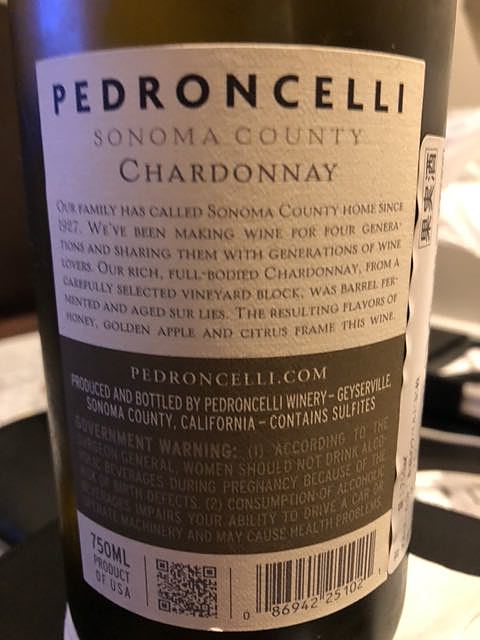 PEDRONCELLI
SONOMA COUNTY
CHARDONNAY
OUR FAMILY HAS CALLED SONOMA COUNTY HOME SINCE
1927. WE'VE BEEN MAKING WINE FOR FOUR GENERA-
TIONS AND SHARING THEM WITH GENERATIONS OF WINE
LOVERS. OUR RICH, FULL-BODIED CHARDONNAY, FROM A
CAREFULLY SELECTED VINEYARD BLOCK, WAS BARREL FER-
MENTED AND AGED SUR LIES. THE RESULTING FLAVORS OF
HONEY, GOLDEN APPLE AND CITRUS FRAME THIS WINE.
PEDRONCELLI.COM
PRODUCED AND BOTTLED BY PEDRONCELLI WINERY – GEYSERVILLE,
SONOMA COUNTY, CALIFORNIA – CONTAINS SULFITES
GOVERNMENT WARNING: (1) ACCORDING TO THE
SURGEON GENERAL, WOMEN SHOULD NOT DRINK ALCO-
HOLIC BEVERAGES DURING PREGNANCY BECAUSE OF THE
RISK OF BIRTH DEFECTS. (2) CONSUMPTION OF ALCOHOLIC
BEVERAGES IMPAIRS YOUR ABILITY TO DRIVE A CAR OR
OPERATE MACHINERY AND MAY CAUSE HEALTH PROBLEMS.
750ML
PRODUCT
OF USA
0 86942 25102 1
果実酒